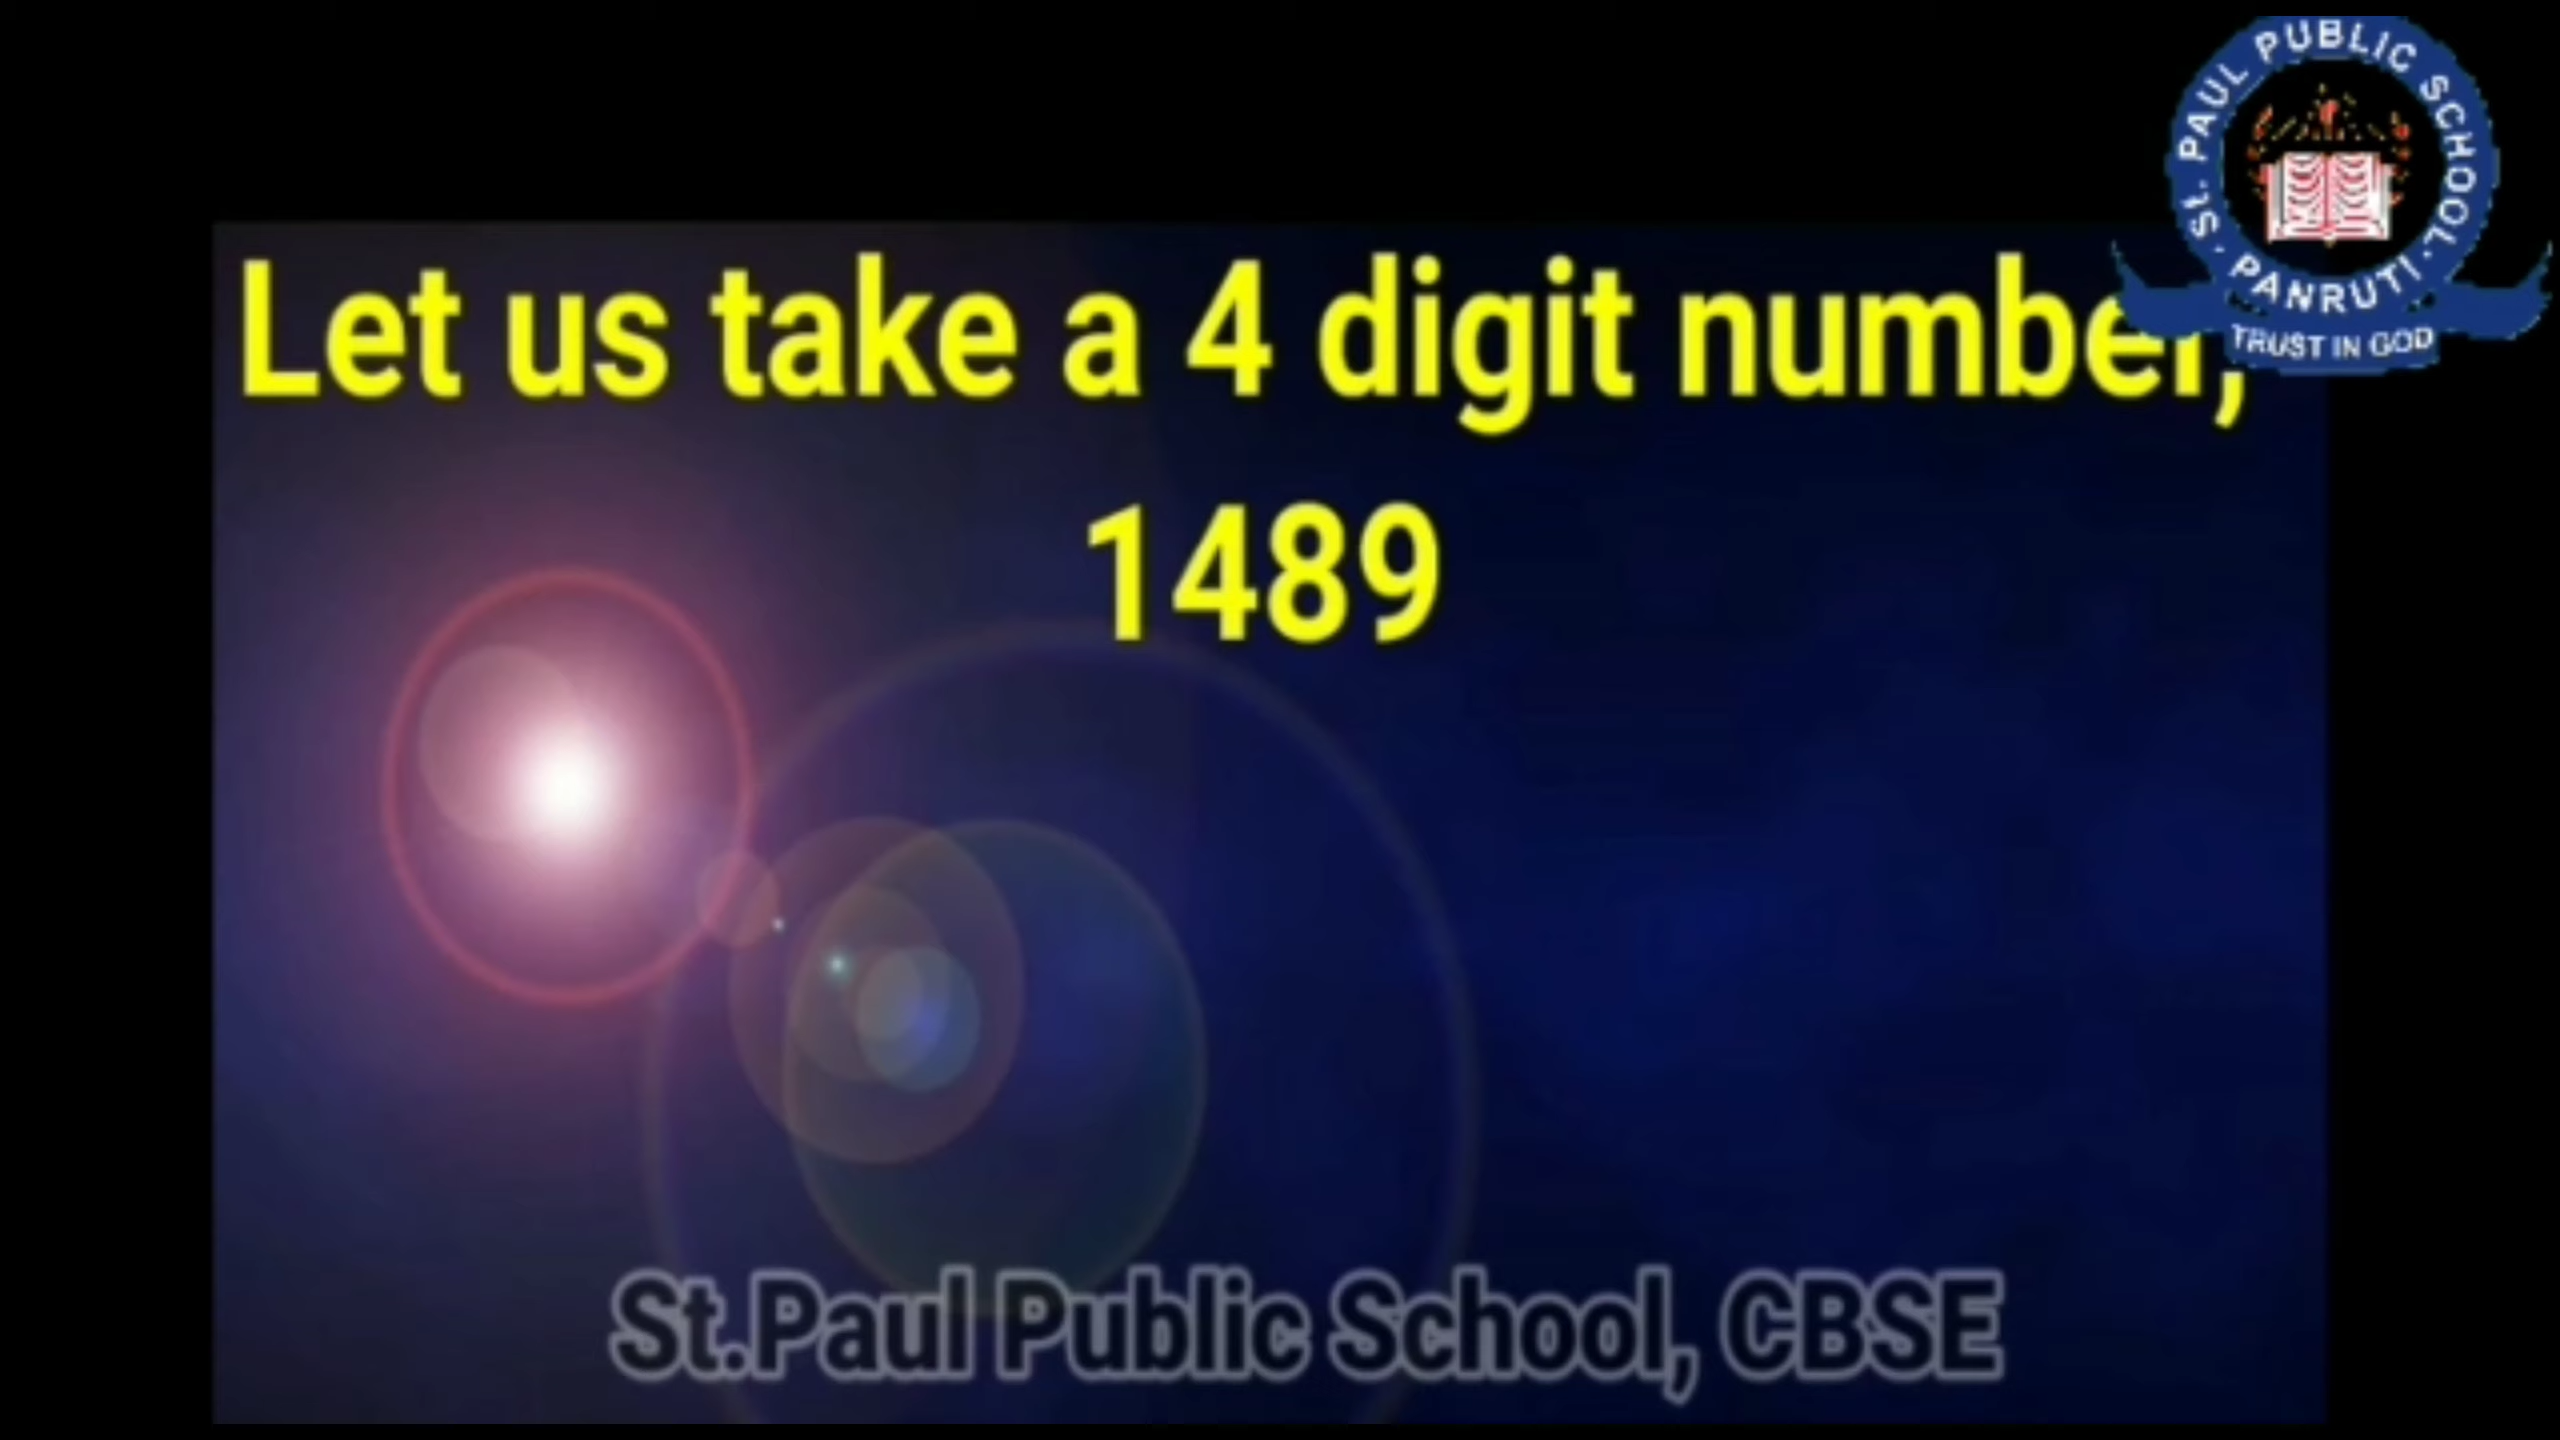 Let us take a 4 digit number,
1489
St. PAUL PUBLIC SCHOOL.
PANRUTI
TRUST IN GOD
St.Paul Public School, CBSE